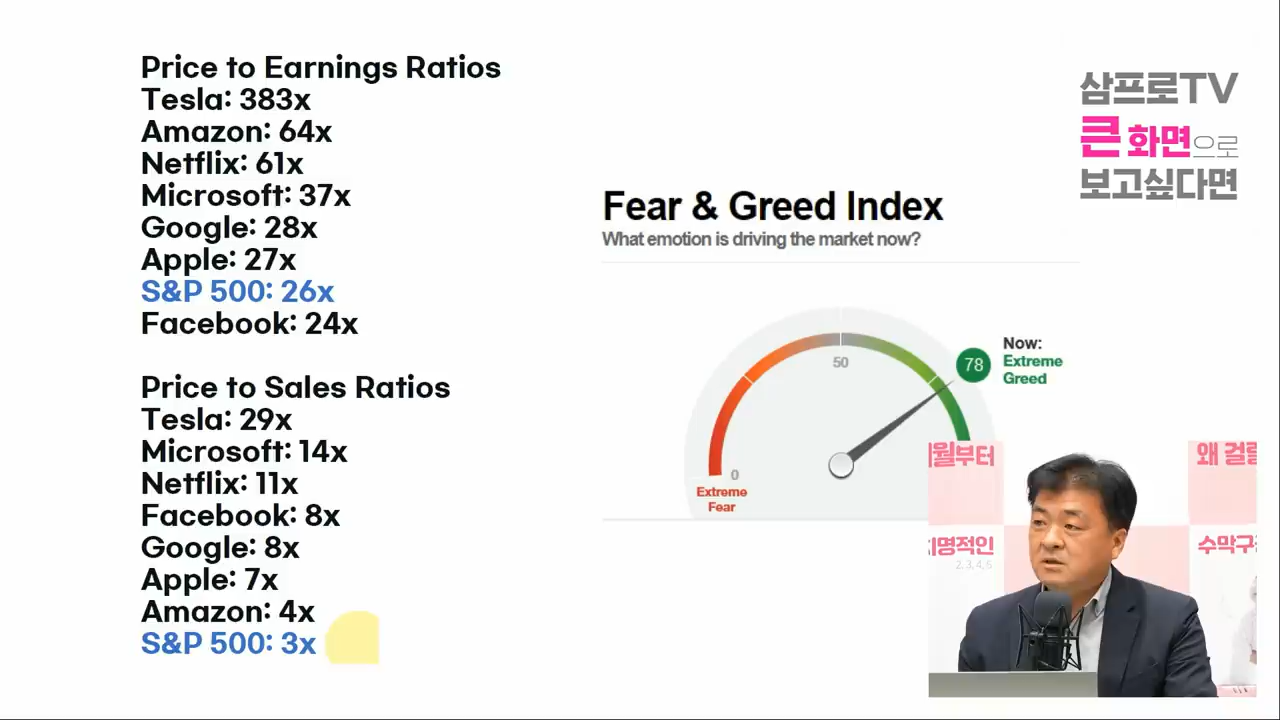 Price to Earnings Ratios
Tesla: 383x
Amazon: 64x
Netflix: 61x
Microsoft: 37x
Google: 28x
Apple: 27x
S&P 500: 26x
Facebook: 24x
Price to Sales Ratios
Tesla: 29x
Microsoft: 14x
Netflix: 11x
Facebook: 8x
Google: 8x
Apple: 7x
Amazon: 4x
S&P 500: 3x
삼프로TV
큰 화면으로
보고싶다면
Fear & Greed Index
What emotion is driving the market now?
50
78
Now:
Extreme
Greed
0
Extreme
Fear
월부터
왜 걸
명적인
2, 3, 4, 5
수막구